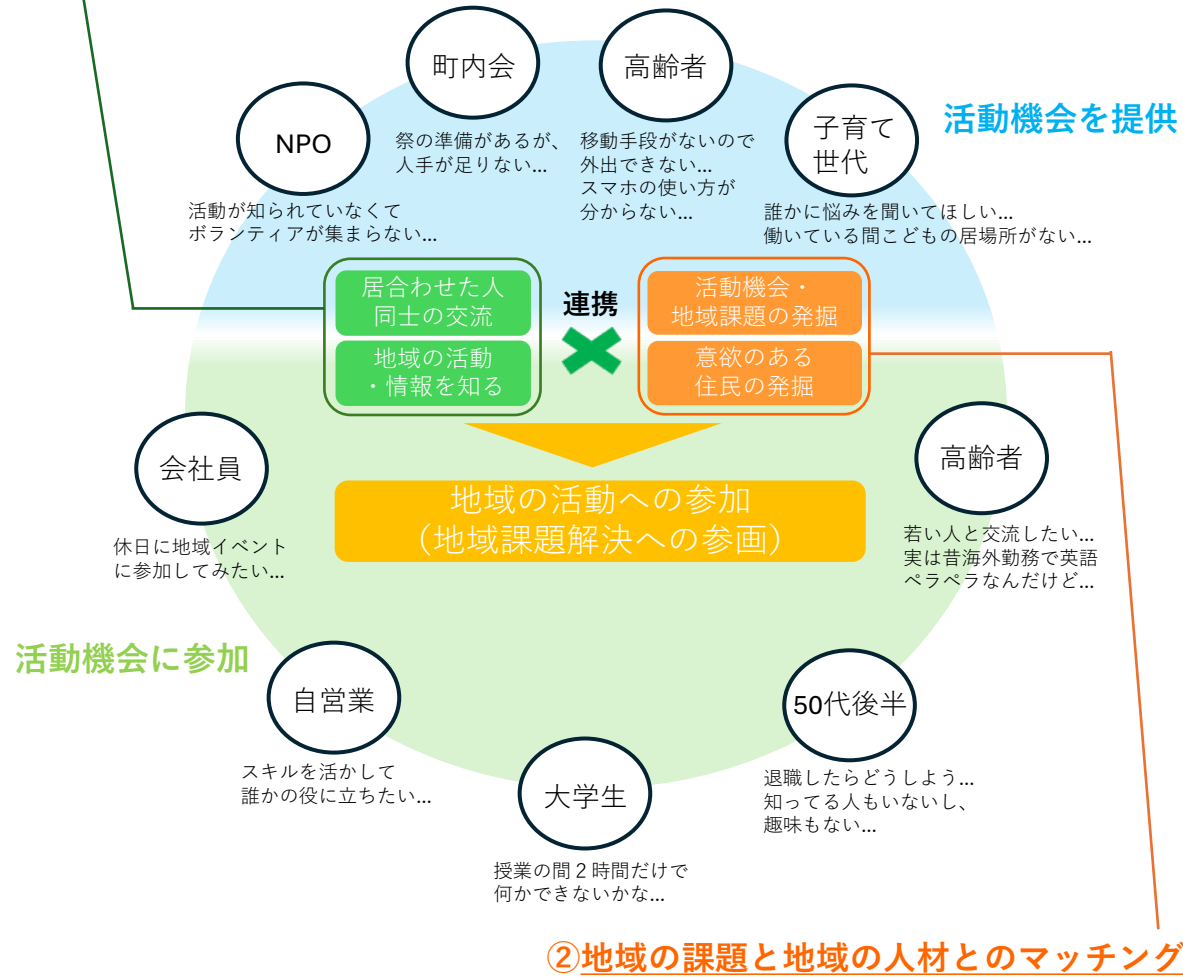 町内会
高齢者
NPO
子育て
世代
活動機会を提供
祭の準備があるが、
人手が足りない...
移動手段がないので
外出できない...
スマホの使い方が
分からない...
活動が知られていなくて
ボランティアが集まらない...
誰かに悩みを聞いてほしい...
働いている間こどもの居場所がない...
居合わせた人
同士の交流
地域の活動
・情報を知る
連携
活動機会・
地域課題の発掘
意欲のある
住民の発掘
会社員
休日に地域イベント
に参加してみたい...
地域の活動への参加
（地域課題解決への参画）
高齢者
若い人と交流したい...
実は昔海外勤務で英語
ペラペラなんだけど...
活動機会に参加
自営業
スキルを活かして
誰かの役に立ちたい...
大学生
授業の間２時間だけで
何かできないかな...
50代後半
退職したらどうしよう...
知ってる人もいないし、
趣味もない...
②地域の課題と地域の人材とのマッチング